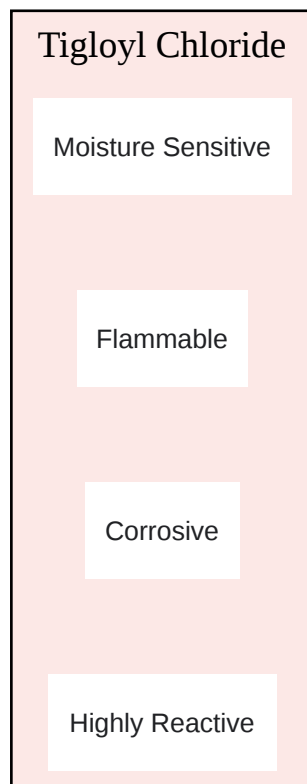 Tigloyl Chloride
Moisture Sensitive
Flammable
Corrosive
Highly Reactive